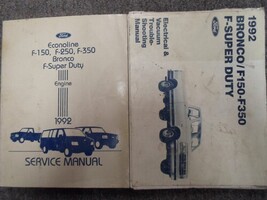 Ford
Econoline
F-150, F-250, F-350
Bronco
F-Super Duty
Engine
1992
SERVICE MANUAL
1992
BRONCO/F150-F350
F-SUPER DUTY
Ford
Electrical &
Vacuum
Trouble-
Shooting
Manual